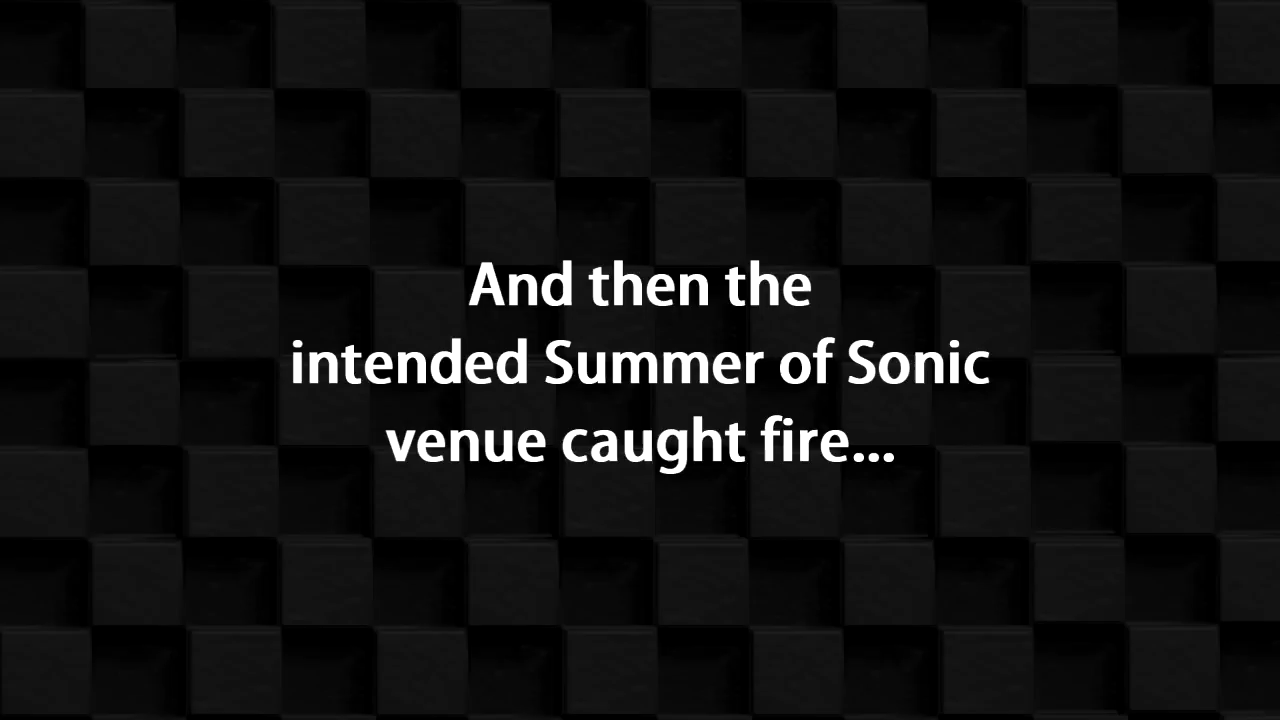 And then the
intended Summer of Sonic
venue caught fire...